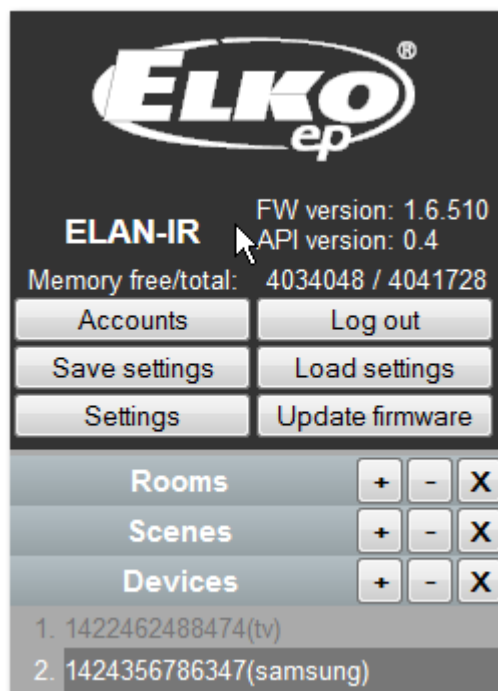 ELKO
ep®
ELAN-IR
FW version: 1.6.510
API version: 0.4
Memory free/total: 4034048 / 4041728
Accounts Log out
Save settings Load settings
Settings Update firmware
Rooms + - X
Scenes + - X
Devices + - X
1. 1422462488474(tv)
2. 1424356786347(samsung)